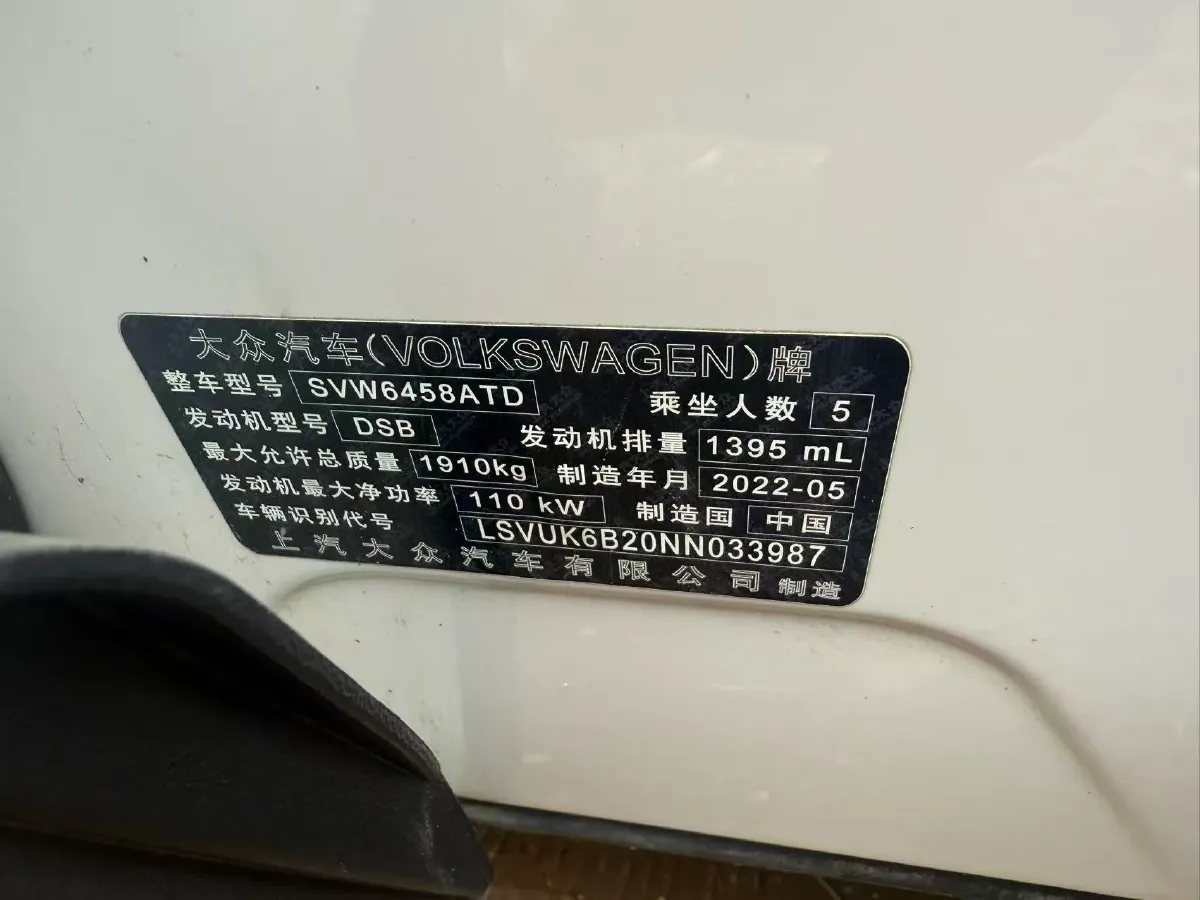 大众汽车(VOLKSWAGEN)牌
整车型号 SVW6458ATD 乘坐人数 5
发动机型号 DSB 发动机排量 1395 mL
最大允许总质量 1910kg 制造年月 2022-05
发动机最大净功率 110 kW 制造国 中国
车辆识别代号 LSVUK6B20NN033987
上汽大众汽车有限公司 制造